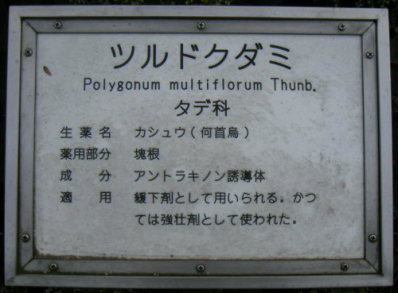 ツルドクダミ
Polygonum multiflorum Thunb.
タデ科
生薬名 カシュウ(何首烏)
薬用部分 塊根
成分 アントラキノン誘導体
適用 緩下剤として用いられる。かつ
ては強壮剤として使われた。